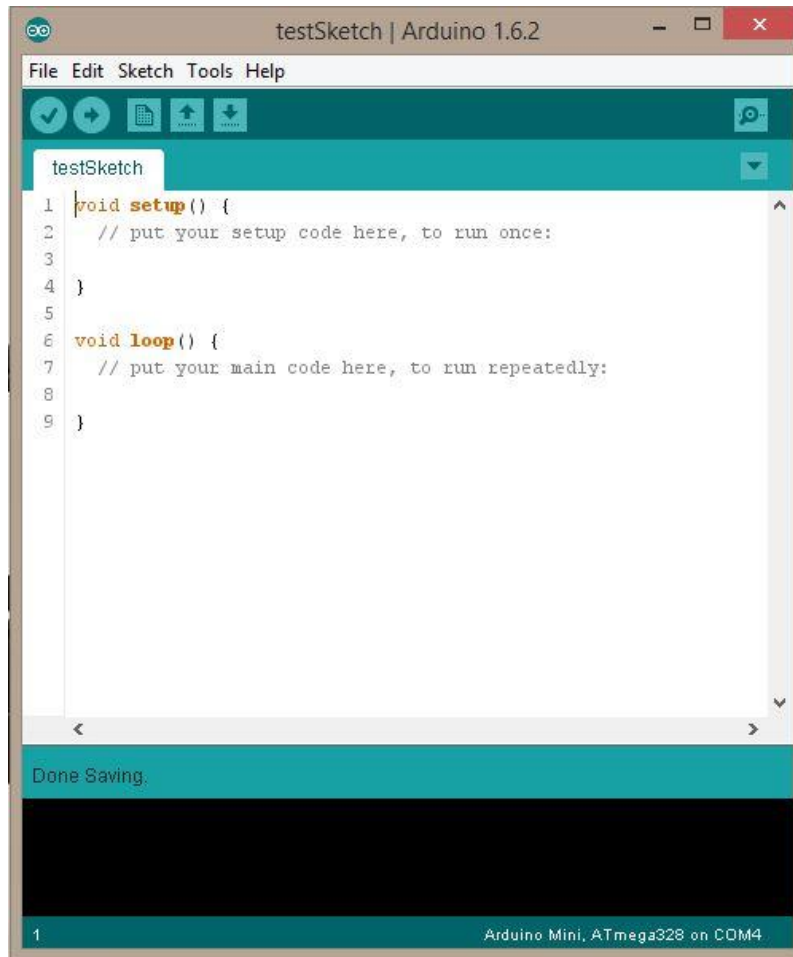 testSketch | Arduino 1.6.2
File Edit Sketch Tools Help
testSketch
1 void setup() {
2 // put your setup code here, to run once:
3
4 }
5
6 void loop() {
7 // put your main code here, to run repeatedly:
8
9 }
Done Saving.
1 Arduino Mini, ATmega328 on COM4